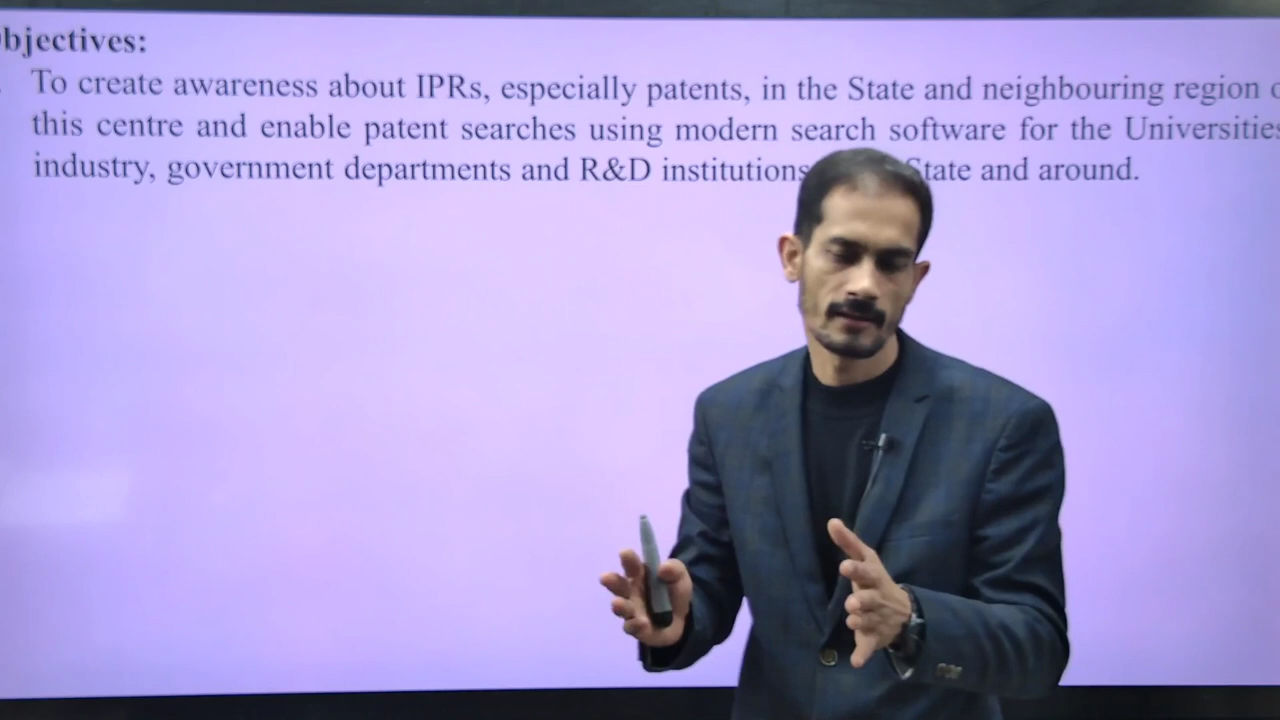 bjectives:
To create awareness about IPRs, especially patents, in the State and neighbouring region
this centre and enable patent searches using modern search software for the Universities
industry, government departments and R&D institutions State and around.